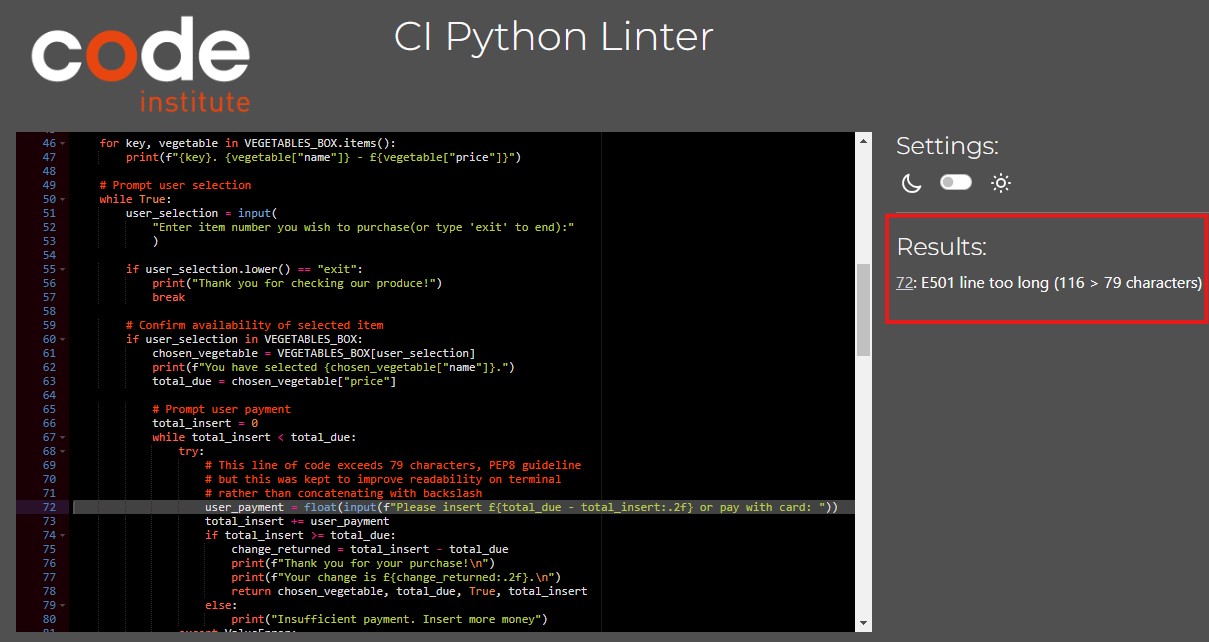 code
institute
CI Python Linter
46 for key, vegetable in VEGETABLES_BOX.items():
47 print(f"{key}. {vegetable["name"]} - £{vegetable["price"]}")
48
49 # Prompt user selection
50 while True:
51 user_selection = input(
52 "Enter item number you wish to purchase(or type 'exit' to end):"
53 )
54
55 if user_selection.lower() == "exit":
56 print("Thank you for checking our produce!")
57 break
58
59 # Confirm availability of selected item
60 if user_selection in VEGETABLES_BOX:
61 chosen_vegetable = VEGETABLES_BOX[user_selection]
62 print(f"You have selected {chosen_vegetable["name"]}.")
63 total_due = chosen_vegetable["price"]
64
65 # Prompt user payment
66 total_insert = 0
67 while total_insert < total_due:
68 try:
69 # This line of code exceeds 79 characters, PEP8 guideline
70 # but this was kept to improve readability on terminal
71 # rather than concatenating with backslash
72 user_payment = float(input(f"Please insert £{total_due - total_insert:.2f} or pay with card: "))
73 total_insert += user_payment
74 if total_insert >= total_due:
75 change_returned = total_insert - total_due
76 print(f"Thank you for your purchase!\n")
77 print(f"Your change is £{change_returned:.2f}.\n")
78 return chosen_vegetable, total_due, True, total_insert
79 else:
80 print("Insufficient payment. Insert more money")
81 except ValueError:
Settings:
Results:
72: E501 line too long (116 > 79 characters)